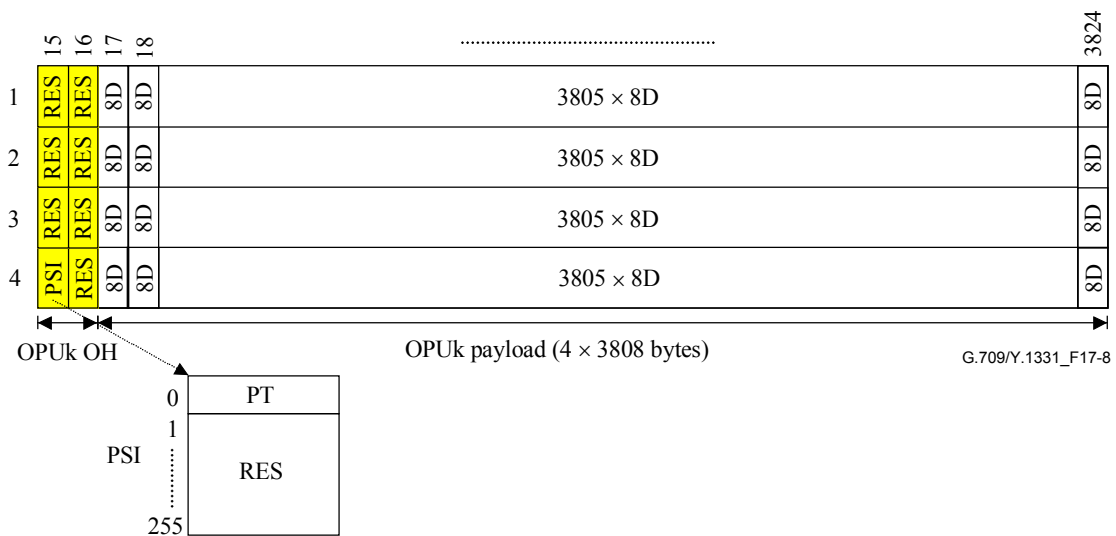 15 16 17 18 3824
1 RES RES 8D 8D 3805 × 8D 8D
2 RES RES 8D 8D 3805 × 8D 8D
3 RES RES 8D 8D 3805 × 8D 8D
4 PSI RES 8D 8D 3805 × 8D 8D
OPUk OH OPUk payload (4 × 3808 bytes) G.709/Y.1331_F17-8
0 PT
1
PSI RES
255